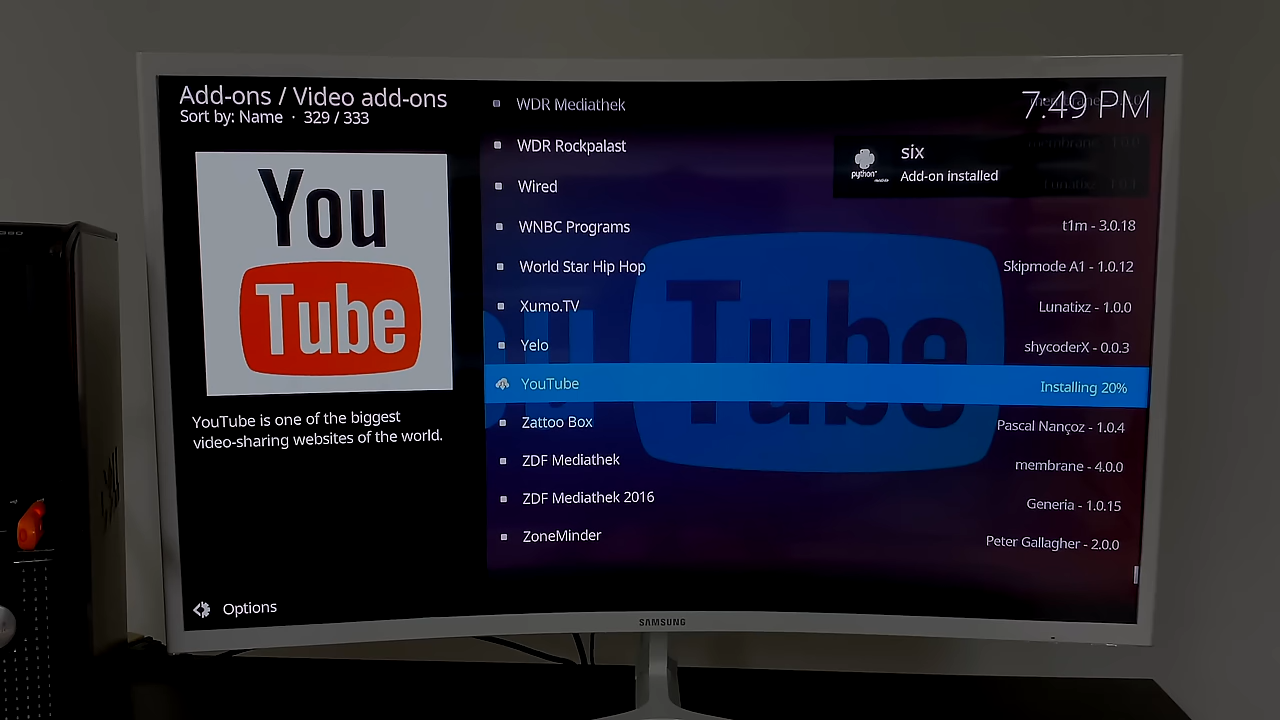 Add-ons / Video add-ons
Sort by: Name · 329 / 333
7:49 PM
six
Add-on installed
python
You
Tube
YouTube is one of the biggest
video-sharing websites of the world.
WDR Mediathek
WDR Rockpalast
Wired
WNBC Programs t1m - 3.0.18
World Star Hip Hop Skipmode A1 - 1.0.12
Xumo.TV Lunatixz - 1.0.0
Yelo shycoderX - 0.0.3
YouTube Installing 20%
Zattoo Box Pascal Nançoz - 1.0.4
ZDF Mediathek membrane - 4.0.0
ZDF Mediathek 2016 Generia - 1.0.15
ZoneMinder Peter Gallagher - 2.0.0
Tube
Options
SAMSUNG